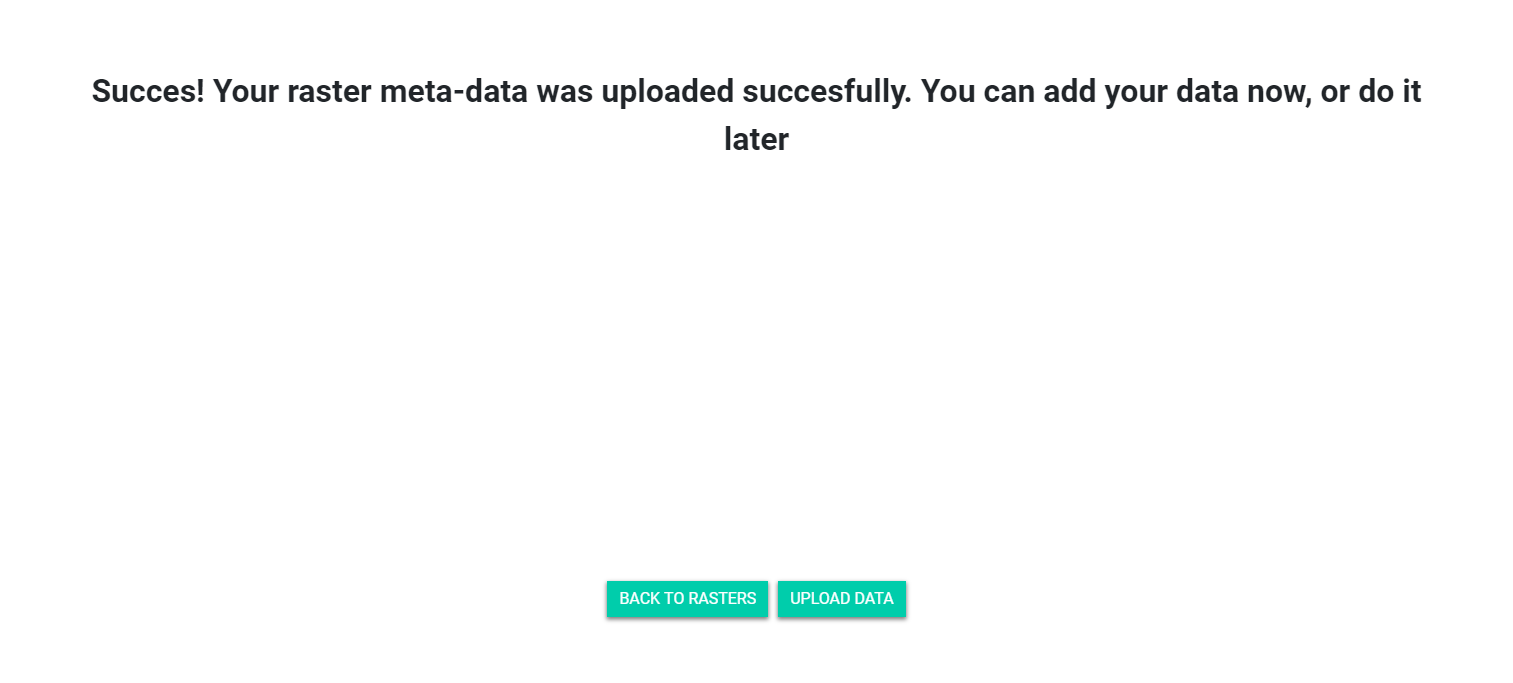 Succes! Your raster meta-data was uploaded succesfully. You can add your data now, or do it
later
BACK TO RASTERS UPLOAD DATA